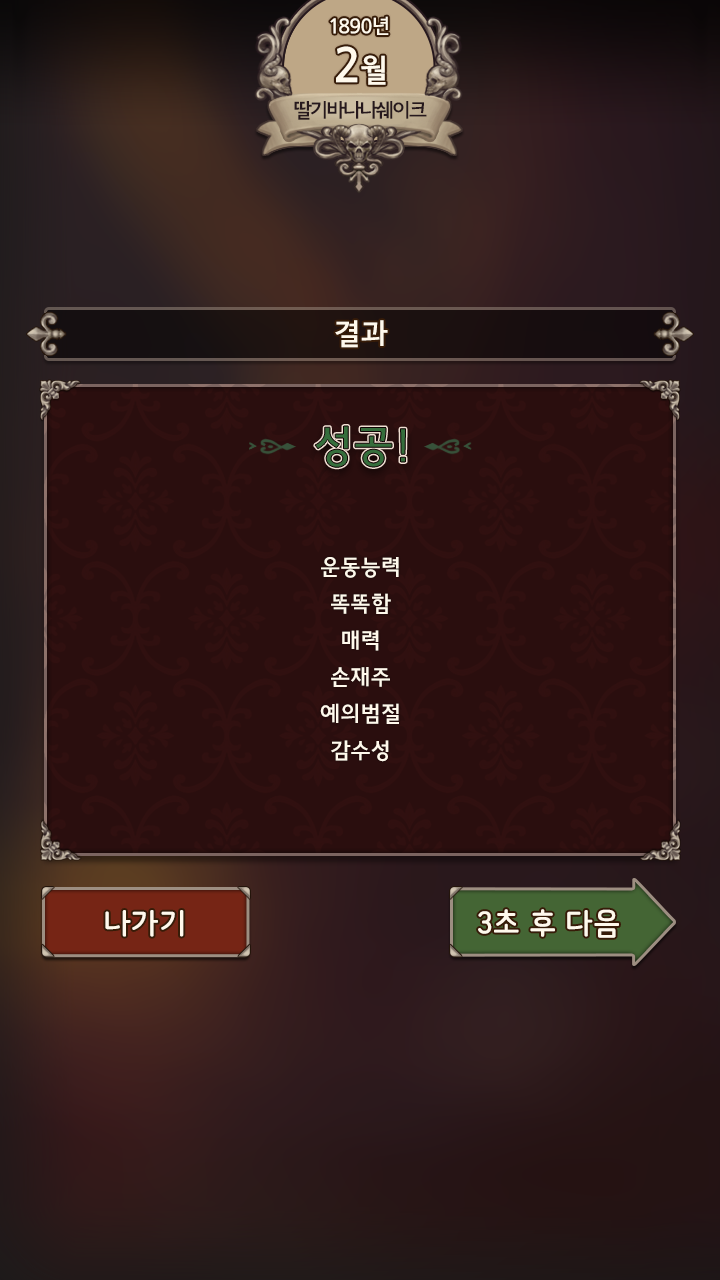 1890년
2월
딸기바나나쉐이크
결과
성공!
운동능력
똑똑함
매력
손재주
예의범절
감수성
나가기
3초 후 다음